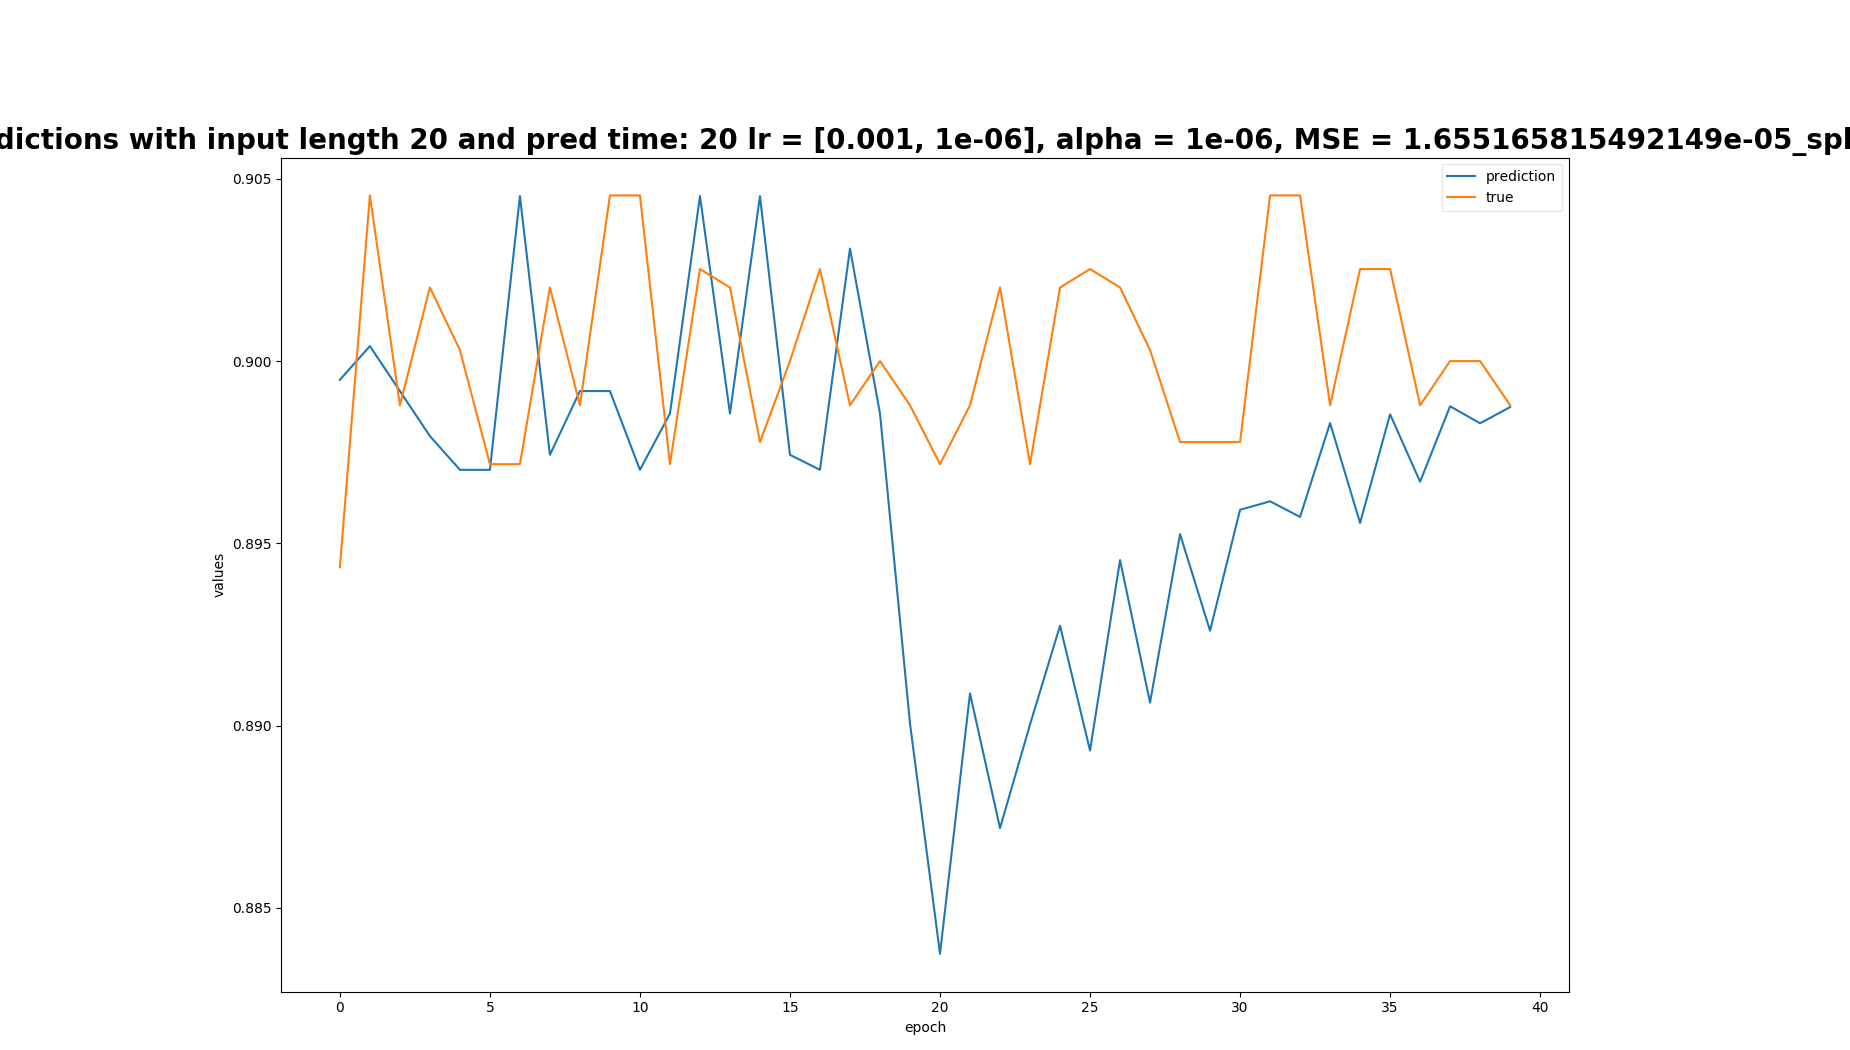 dictions with input length 20 and pred time: 20 lr = [0.001, 1e-06], alpha = 1e-06, MSE = 1.655165815492149e-05_spl
prediction
true
0.905
0.900
0.895
0.890
0.885
values
0
5
10
15
20
25
30
35
40
epoch